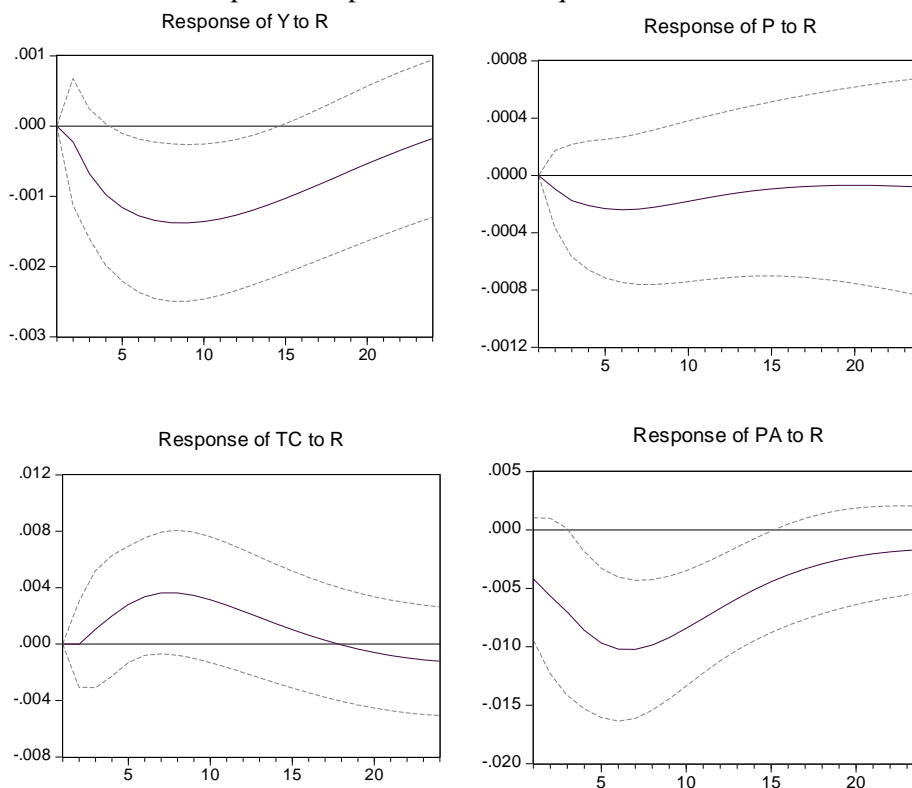 Response of Y to R
.001
.000
-.001
-.002
-.003
5 10 15 20
Response of P to R
.0008
.0004
.0000
-.0004
-.0008
-.0012
5 10 15 20
Response of TC to R
.012
.008
.004
.000
-.004
-.008
5 10 15 20
Response of PA to R
.005
.000
-.005
-.010
-.015
-.020
5 10 15 20